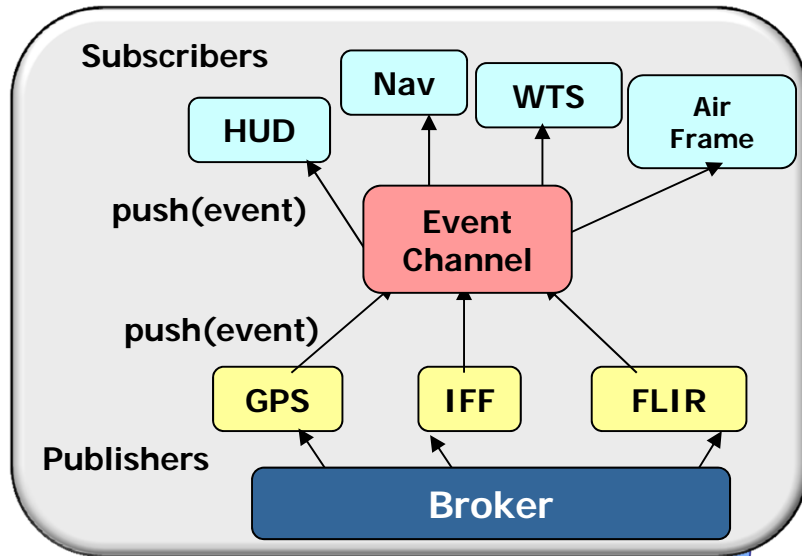 Subscribers
Nav
WTS
Air
Frame
HUD
push(event)
Event
Channel
push(event)
GPS
IFF
FLIR
Publishers
Broker